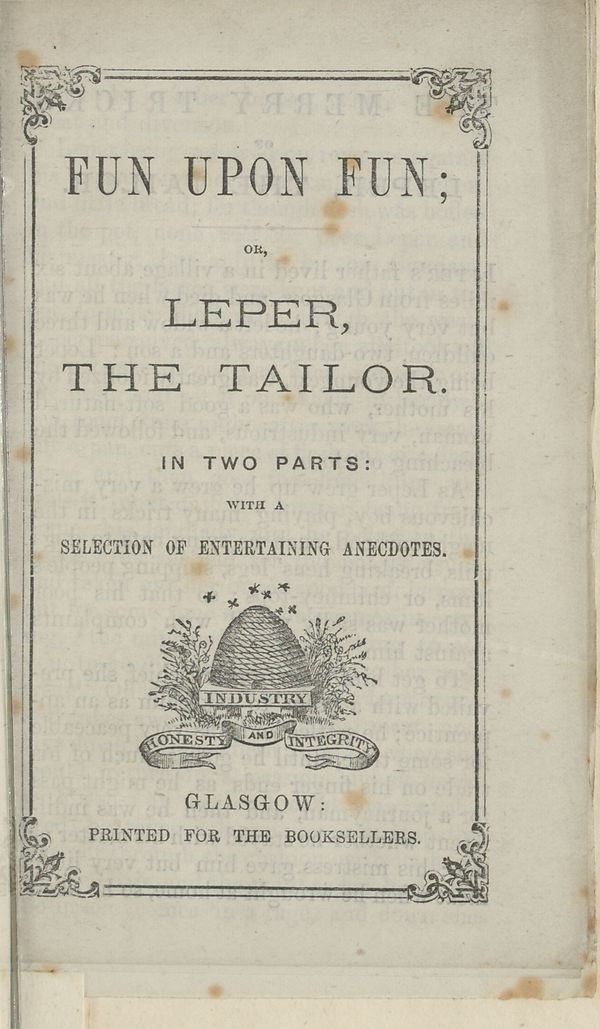 FUN UPON FUN;
OR,
LEPER,
THE TAILOR.
IN TWO PARTS:
WITH A
SELECTION OF ENTERTAINING ANECDOTES.
INDUSTRY
HONESTY AND INTEGRITY
GLASGOW:
PRINTED FOR THE BOOKSELLERS.